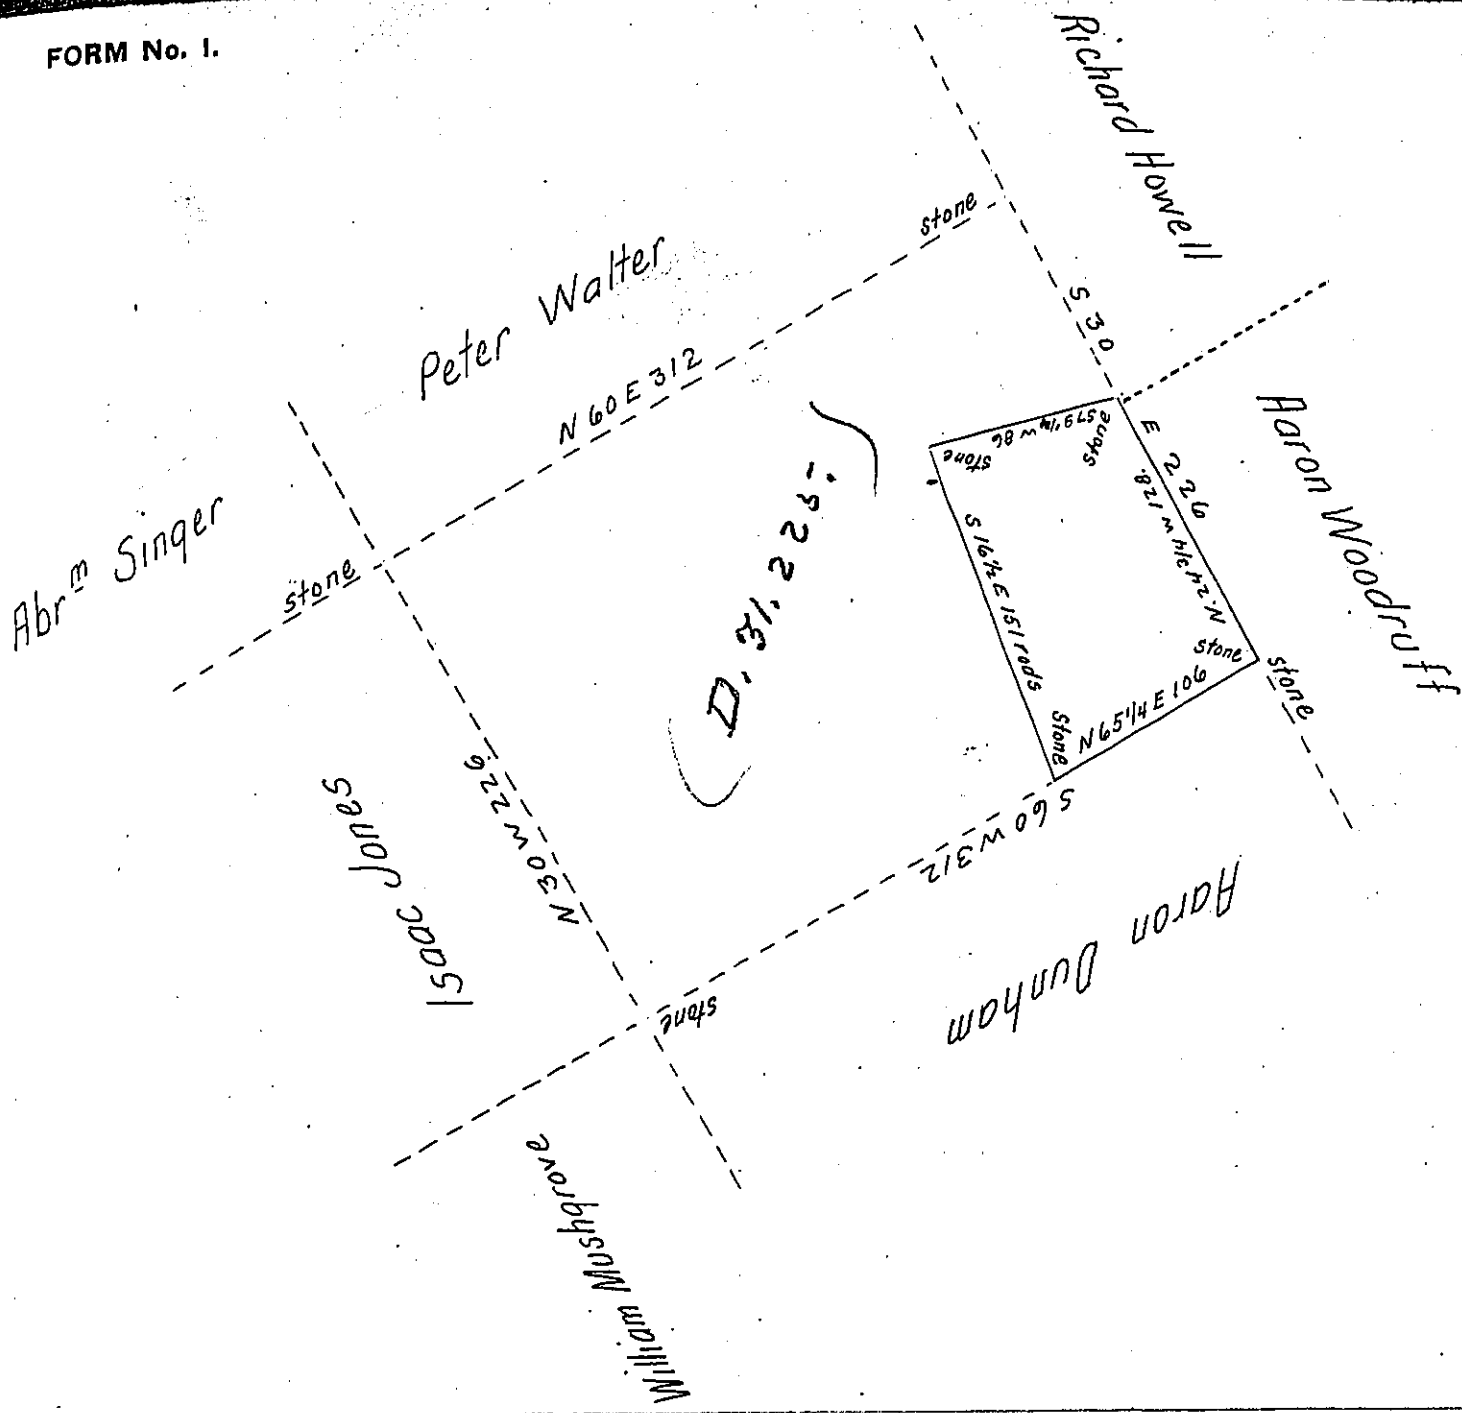 FORM No. 1.
Richard Howell
stone
Peter Walter
S 30
N 60 E 312
Aaron Woodruff
S 79 1/4 W 86
stone
stone
E 226
Abrm Singer
stone
D. 31. 225.
N. 24 3/4 W 128.
S 16 1/2 E 151 rods
stone
stone
N 65 1/4 E 106
Stone
Isaac Jones
N 30 W 226
S 60 W 312
Aaron Dunham
stone
William Mushgrove